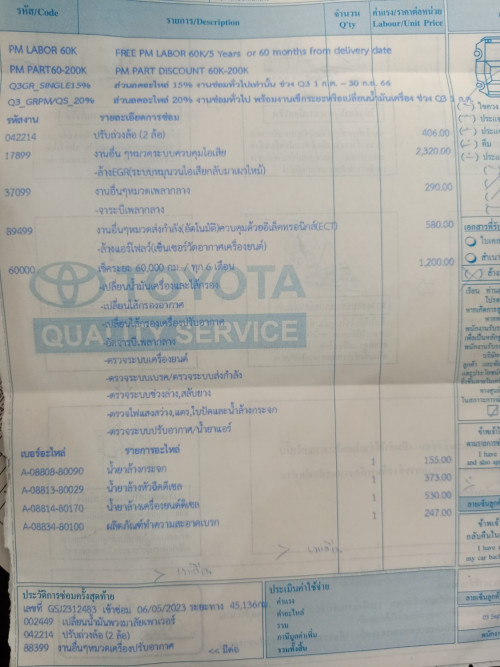 รหัส/Code รายการ/Description จำนวน Q'ty ค่าแรง/ราคาต่อหน่วย Labour/Unit Price
PM LABOR 60K FREE PM LABOR 60K/5 Years or 60 months from delivery date
PM PART60-200K PM PART DISCOUNT 60K-200K
Q3GR_SINGLE15% ส่วนลดอะไหล่ 15% งานซ่อมทั่วไปเท่านั้น ช่วง Q3 1 ก.ค. – 30 ก.ย. 66
Q3_GRPM/QS_20% ส่วนลดอะไหล่ 20% งานซ่อมทั่วไป พร้อมงานเช็กระยะหรือเปลี่ยนน้ำมันเครื่อง ช่วง Q3 1 ก.ค.
รหัสงาน รายละเอียดการซ่อม
042214 ปรับถ่วงล้อ (2 ล้อ) 406.00
17899 งานอื่น ๆหมวดระบบควบคุมไอเสีย 2,320.00
-ล้างEGR(ระบบหมุนวนไอเสียกลับมาเผาไหม้)
37099 งานอื่นๆหมวดเพลากลาง 290.00
-จาระบีเพลากลาง
89499 งานอื่นๆหมวดส่งกำลัง(อัตโนมัติ)ควบคุมด้วยอิเล็คทรอนิกส์(ECT) 580.00
-ล้างแอร์โฟลว์(เซ็นเซอร์วัดอากาศเครื่องยนต์)
60000 เช็คระยะ 60,000 กม. / ทุก 6 เดือน 1,200.00
-เปลี่ยนน้ำมันเครื่องและไส้กรอง
TOYOTA
-เปลี่ยนไส้กรองอากาศ
-เปลี่ยนไส้กรองเครื่องปรับอากาศ
QUALITY SERVICE
-อัดจารบีเพลากลาง
-ตรวจระบบเครื่องยนต์
-ตรวจระบบเบรค/ตรวจระบบส่งกำลัง
-ตรวจระบบช่วงล่าง,สลับยาง
-ตรวจไฟแสงสว่าง,แตร,ใบปัดและน้ำล้างกระจก
-ตรวจระบบปรับอากาศ/น้ำยาแอร์
เบอร์อะไหล่ รายการอะไหล่
A-08808-80090 น้ำยาล้างกระจก 1 155.00
A-08813-80029 น้ำยาล้างหัวฉีดดีเซล 1 373.00
A-08814-80170 น้ำยาล้างเครื่องยนต์ดีเซล 1 530.00
A-08834-80100 ผลิตภัณฑ์ทำความสะอาดเบรก 1 247.00
ประวัติการซ่อมครั้งสุดท้าย
เลขที่ GSJ2312483 เข้าซ่อม 06/05/2023 ระยะทาง 45,136/
002449 เปลี่ยนน้ำมันพวงมาลัยเพาเวอร์
042214 ปรับถ่วงล้อ (2 ล้อ)
88399 งานอื่นๆหมวดเครื่องปรับอากาศ << มีต่อ
ประเมินค่าใช้จ่าย
ค่าแรง
ค่าอะไหล่
รวม
ภาษีมูลค่าเพิ่ม
รวมทั้งสิ้น